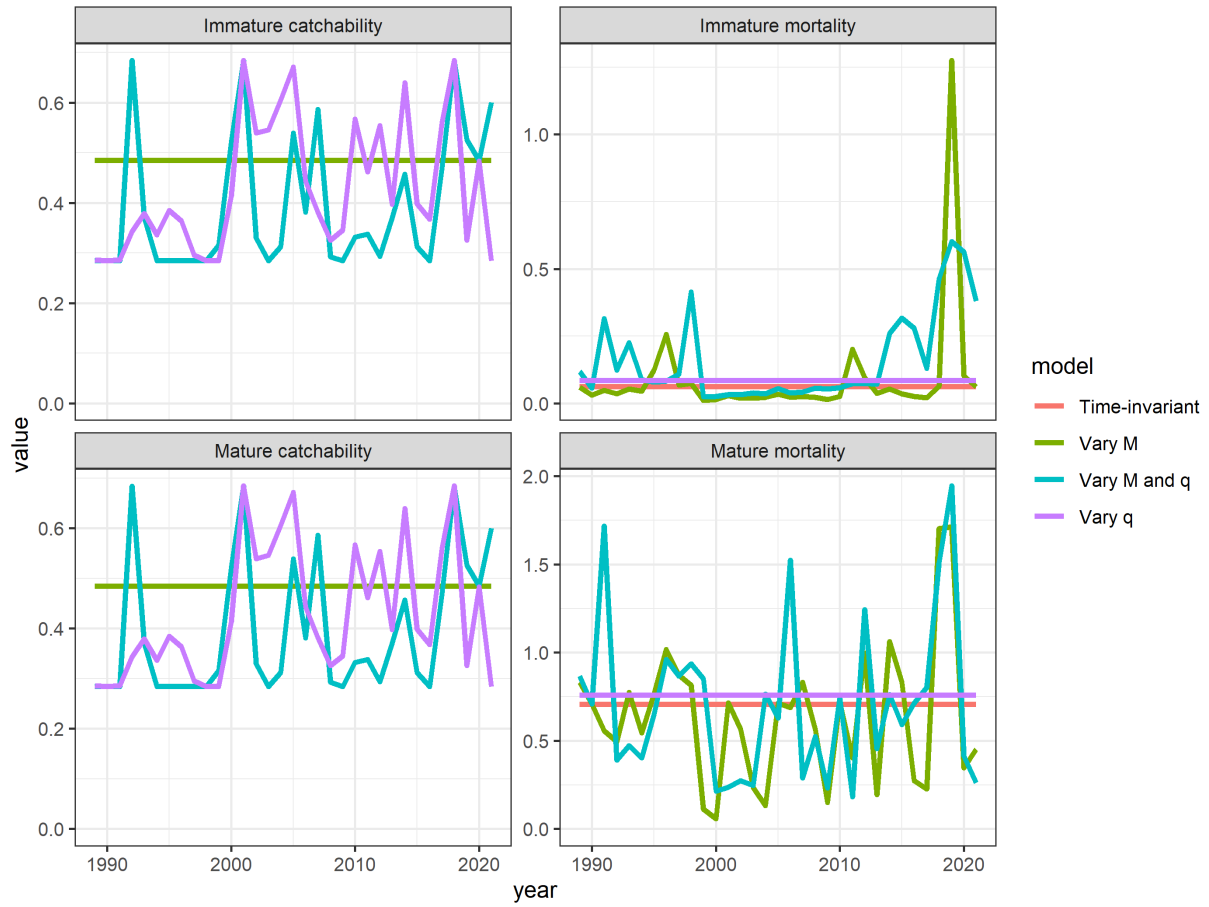 Immature catchability
Immature mortality
0.6
0.4
0.2
0.0
1.0
0.5
0.0
value
Mature catchability
Mature mortality
0.6
0.4
0.2
0.0
2.0
1.5
1.0
0.5
0.0
1990 2000 2010 2020
1990 2000 2010 2020
year
model
Time-invariant
Vary M
Vary M and q
Vary q